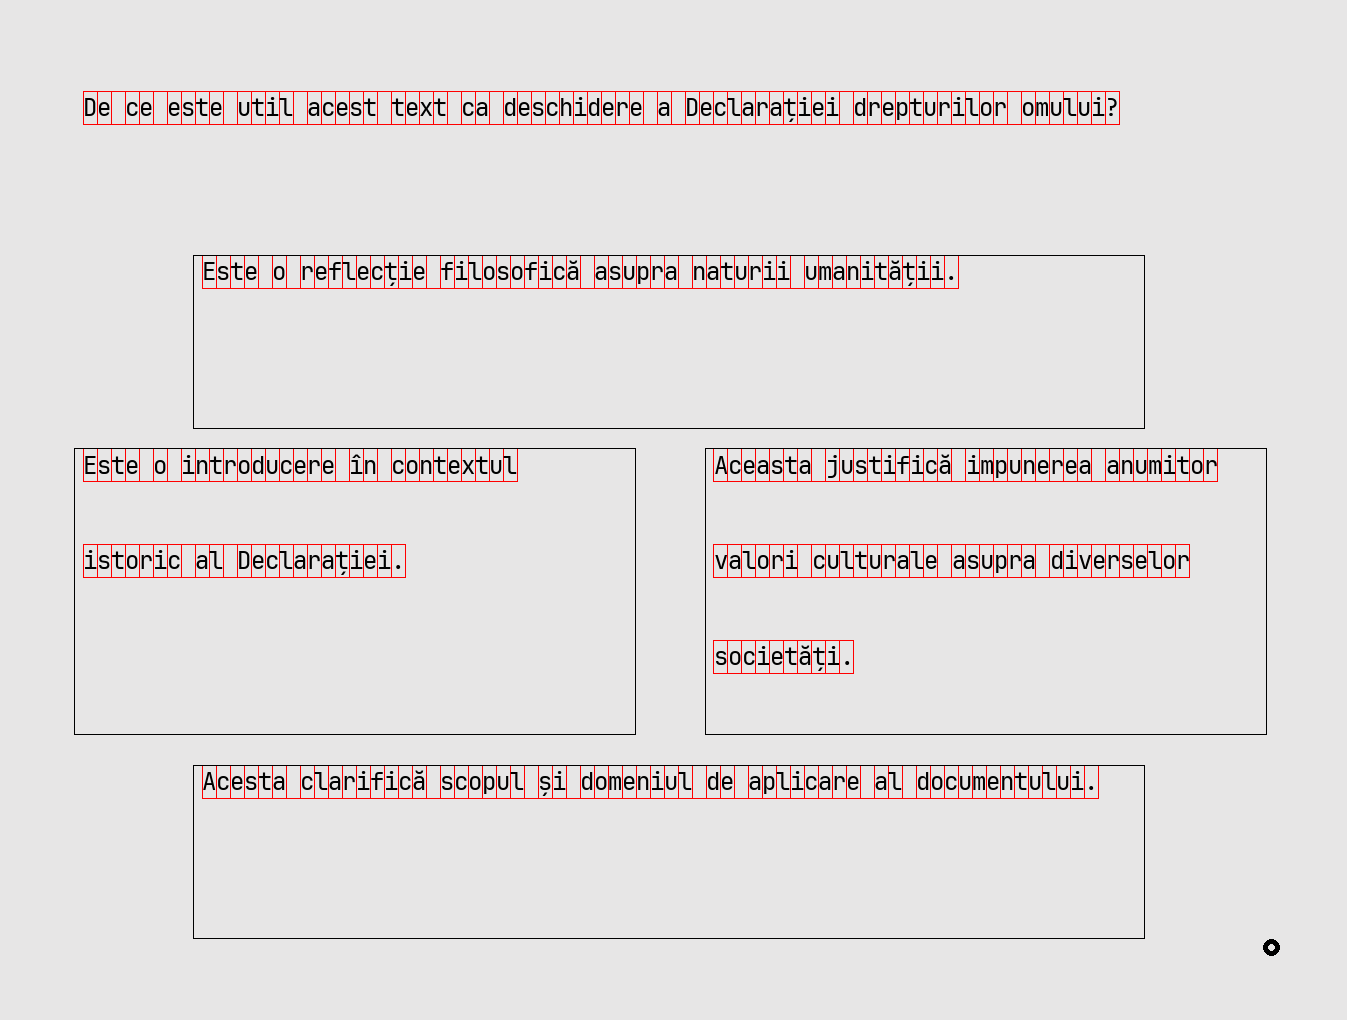 De ce este util acest text ca deschidere a Declarației drepturilor omului?
Este o reflecție filosofică asupra naturii umanității.
Este o introducere în contextul
istoric al Declarației.
Aceasta justifică impunerea anumitor
valori culturale asupra diverselor
societăți.
Acesta clarifică scopul și domeniul de aplicare al documentului.